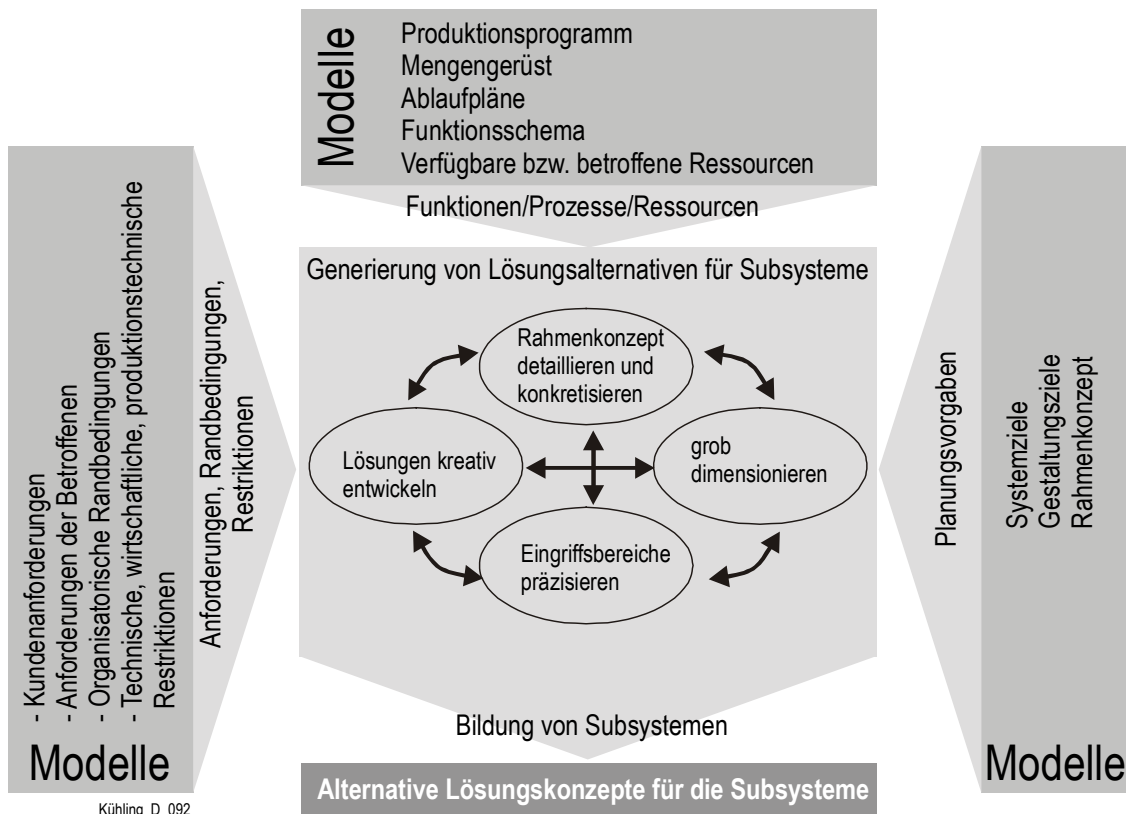 Modelle
Produktionsprogramm
Mengengerüst
Ablaufpläne
Funktionsschema
Verfügbare bzw. betroffene Ressourcen
Funktionen/Prozesse/Ressourcen
- Kundenanforderungen
- Anforderungen der Betroffenen
- Organisatorische Randbedingungen
- Technische, wirtschaftliche, produktionstechnische
Restriktionen
Modelle
Anforderungen, Randbedingungen,
Restriktionen
Generierung von Lösungsalternativen für Subsysteme
Rahmenkonzept
detaillieren und
konkretisieren
Lösungen kreativ
entwickeln
grob
dimensionieren
Eingriffsbereiche
präzisieren
Planungsvorgaben
Systemziele
Gestaltungsziele
Rahmenkonzept
Modelle
Bildung von Subsystemen
Alternative Lösungskonzepte für die Subsysteme
Kühling_D_092